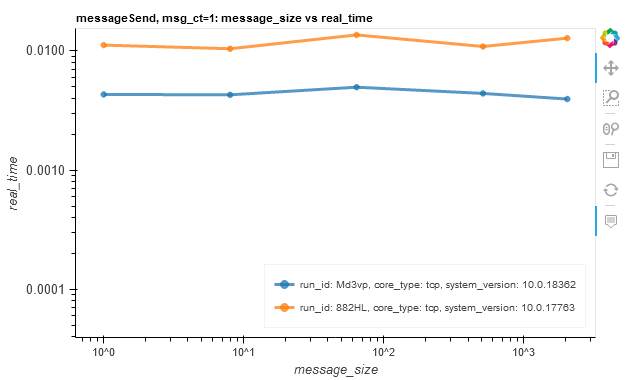 messageSend, msg_ct=1: message_size vs real_time
0.0100
0.0010
0.0001
real_time
run_id: Md3vp, core_type: tcp, system_version: 10.0.18362
run_id: 882HL, core_type: tcp, system_version: 10.0.17763
10^0 10^1 10^2 10^3
message_size